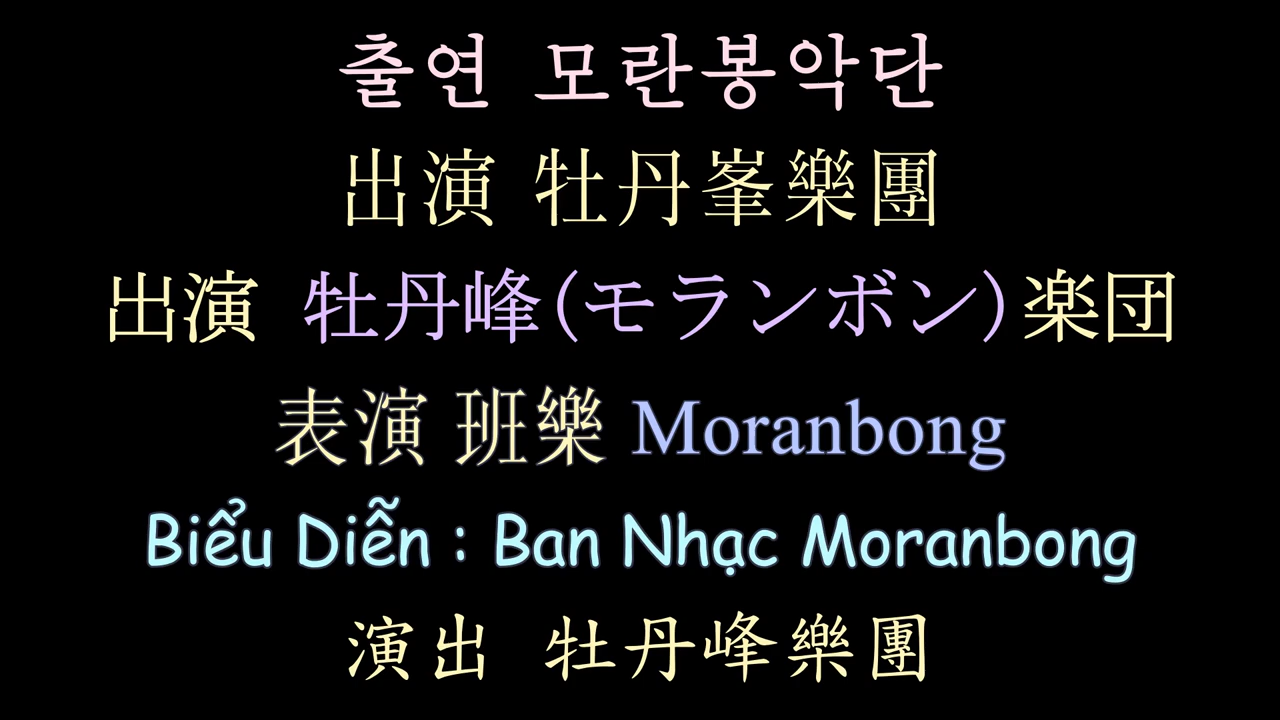 출연 모란봉악단
出演 牡丹峯樂團
出演 牡丹峰(モランボン)楽団
表演 班樂 Moranbong
Biểu Diễn : Ban Nhạc Moranbong
演出 牡丹峰樂團